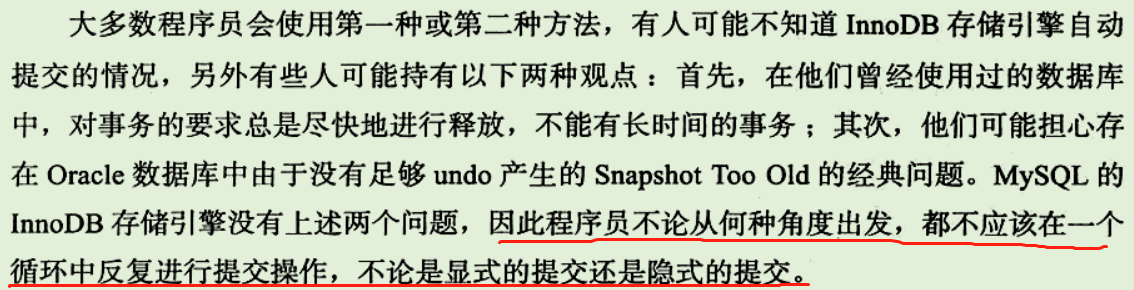 大多数程序员会使用第一种或第二种方法，有人可能不知道 InnoDB 存储引擎自动
提交的情况，另外有些人可能持有以下两种观点：首先，在他们曾经使用过的数据库
中，对事务的要求总是尽快地进行释放，不能有长时间的事务；其次，他们可能担心存
在 Oracle 数据库中由于没有足够 undo 产生的 Snapshot Too Old 的经典问题。MySQL 的
InnoDB 存储引擎没有上述两个问题，因此程序员不论从何种角度出发，都不应该在一个
循环中反复进行提交操作，不论是显式的提交还是隐式的提交。